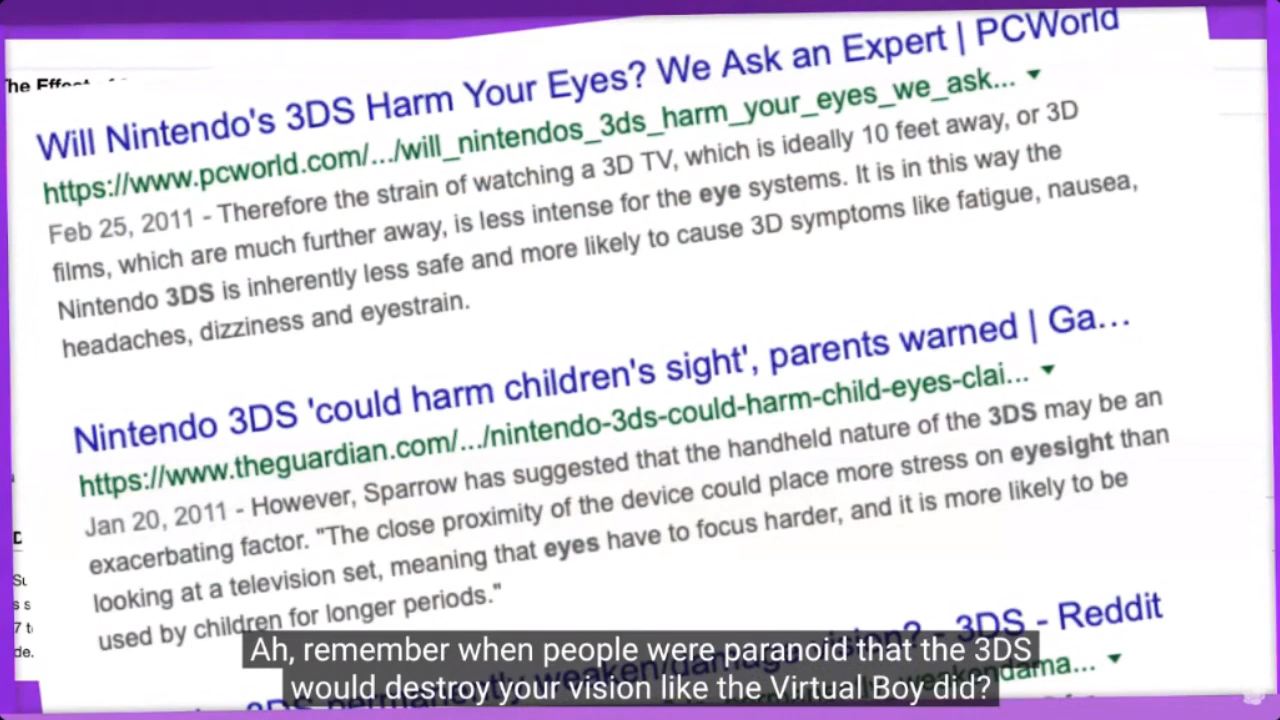 Will Nintendo's 3DS Harm Your Eyes? We Ask an Expert | PCWorld
https://www.pcworld.com/.../will_nintendos_3ds_harm_your_eyes_we_ask...
Feb 25, 2011 - Therefore the strain of watching a 3D TV, which is ideally 10 feet away, or 3D
films, which are much further away, is less intense for the eye systems. It is in this way the
Nintendo 3DS is inherently less safe and more likely to cause 3D symptoms like fatigue, nausea,
headaches, dizziness and eyestrain.
Nintendo 3DS 'could harm children's sight', parents warned | Ga...
https://www.theguardian.com/.../nintendo-3ds-could-harm-child-eyes-clai...
Jan 20, 2011 - However, Sparrow has suggested that the handheld nature of the 3DS may be an
exacerbating factor. "The close proximity of the device could place more stress on eyesight than
looking at a television set, meaning that eyes have to focus harder, and it is more likely to be
used by children for longer periods."
3DS permanently weaken/damage vision? - 3DS - Reddit
Ah, remember when people were paranoid that the 3DS
would destroy your vision like the Virtual Boy did?